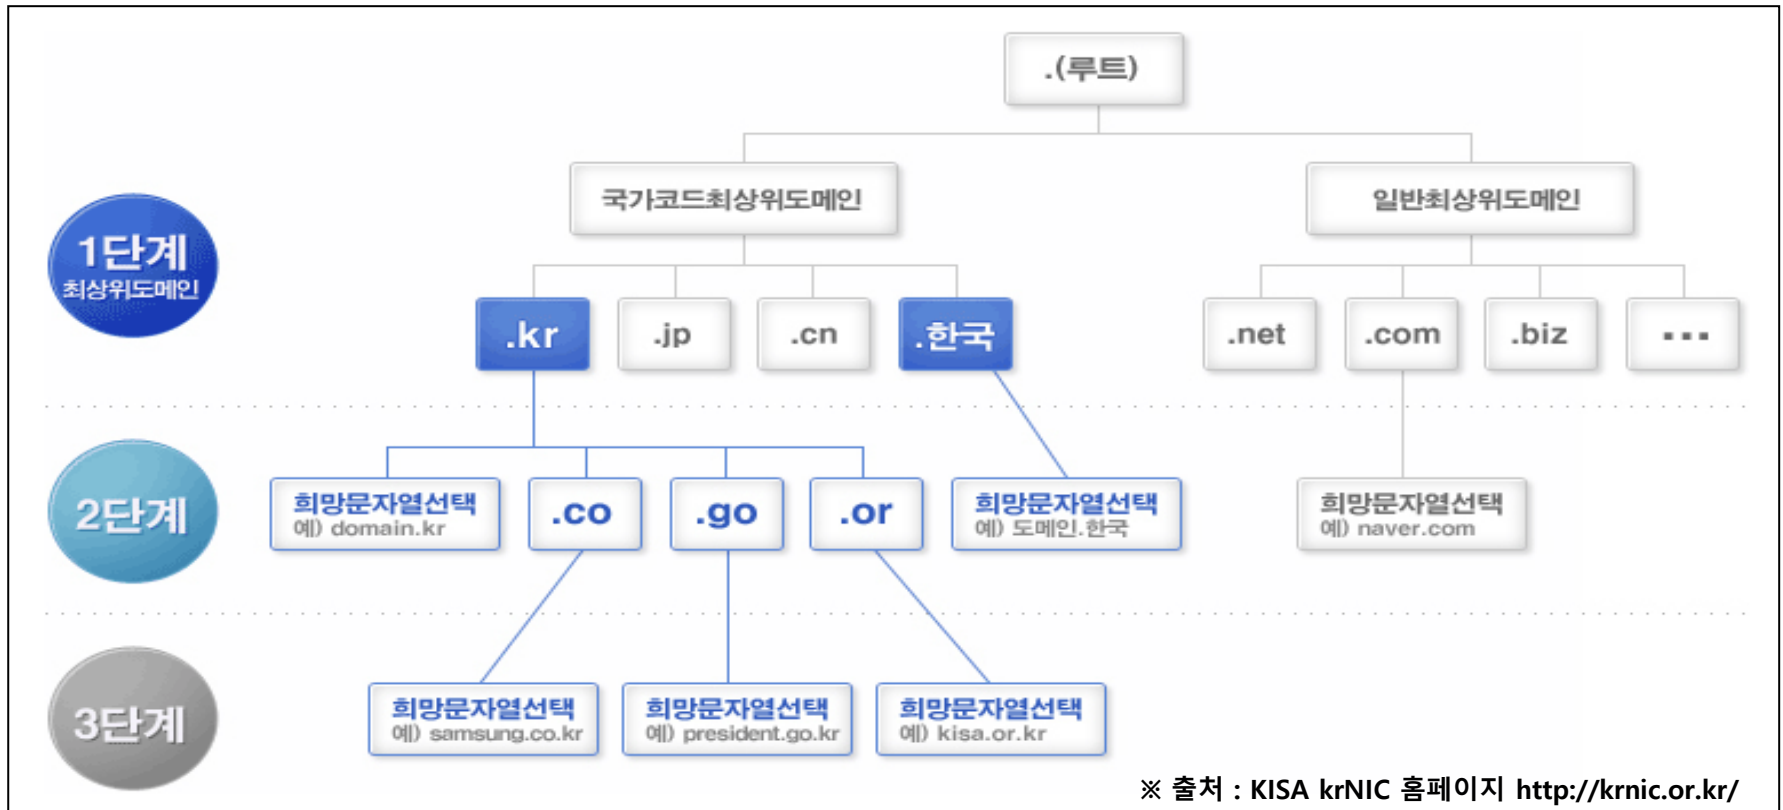 .(루트)
국가코드최상위도메인
일반최상위도메인
1단계
최상위도메인
.kr
.jp
.cn
.한국
.net
.com
.biz
...
2단계
희망문자열선택
예) domain.kr
.co
.go
.or
희망문자열선택
예) 도메인.한국
희망문자열선택
예) naver.com
3단계
희망문자열선택
예) samsung.co.kr
희망문자열선택
예) president.go.kr
희망문자열선택
예) kisa.or.kr
※ 출처 : KISA krNIC 홈페이지 http://krnic.or.kr/